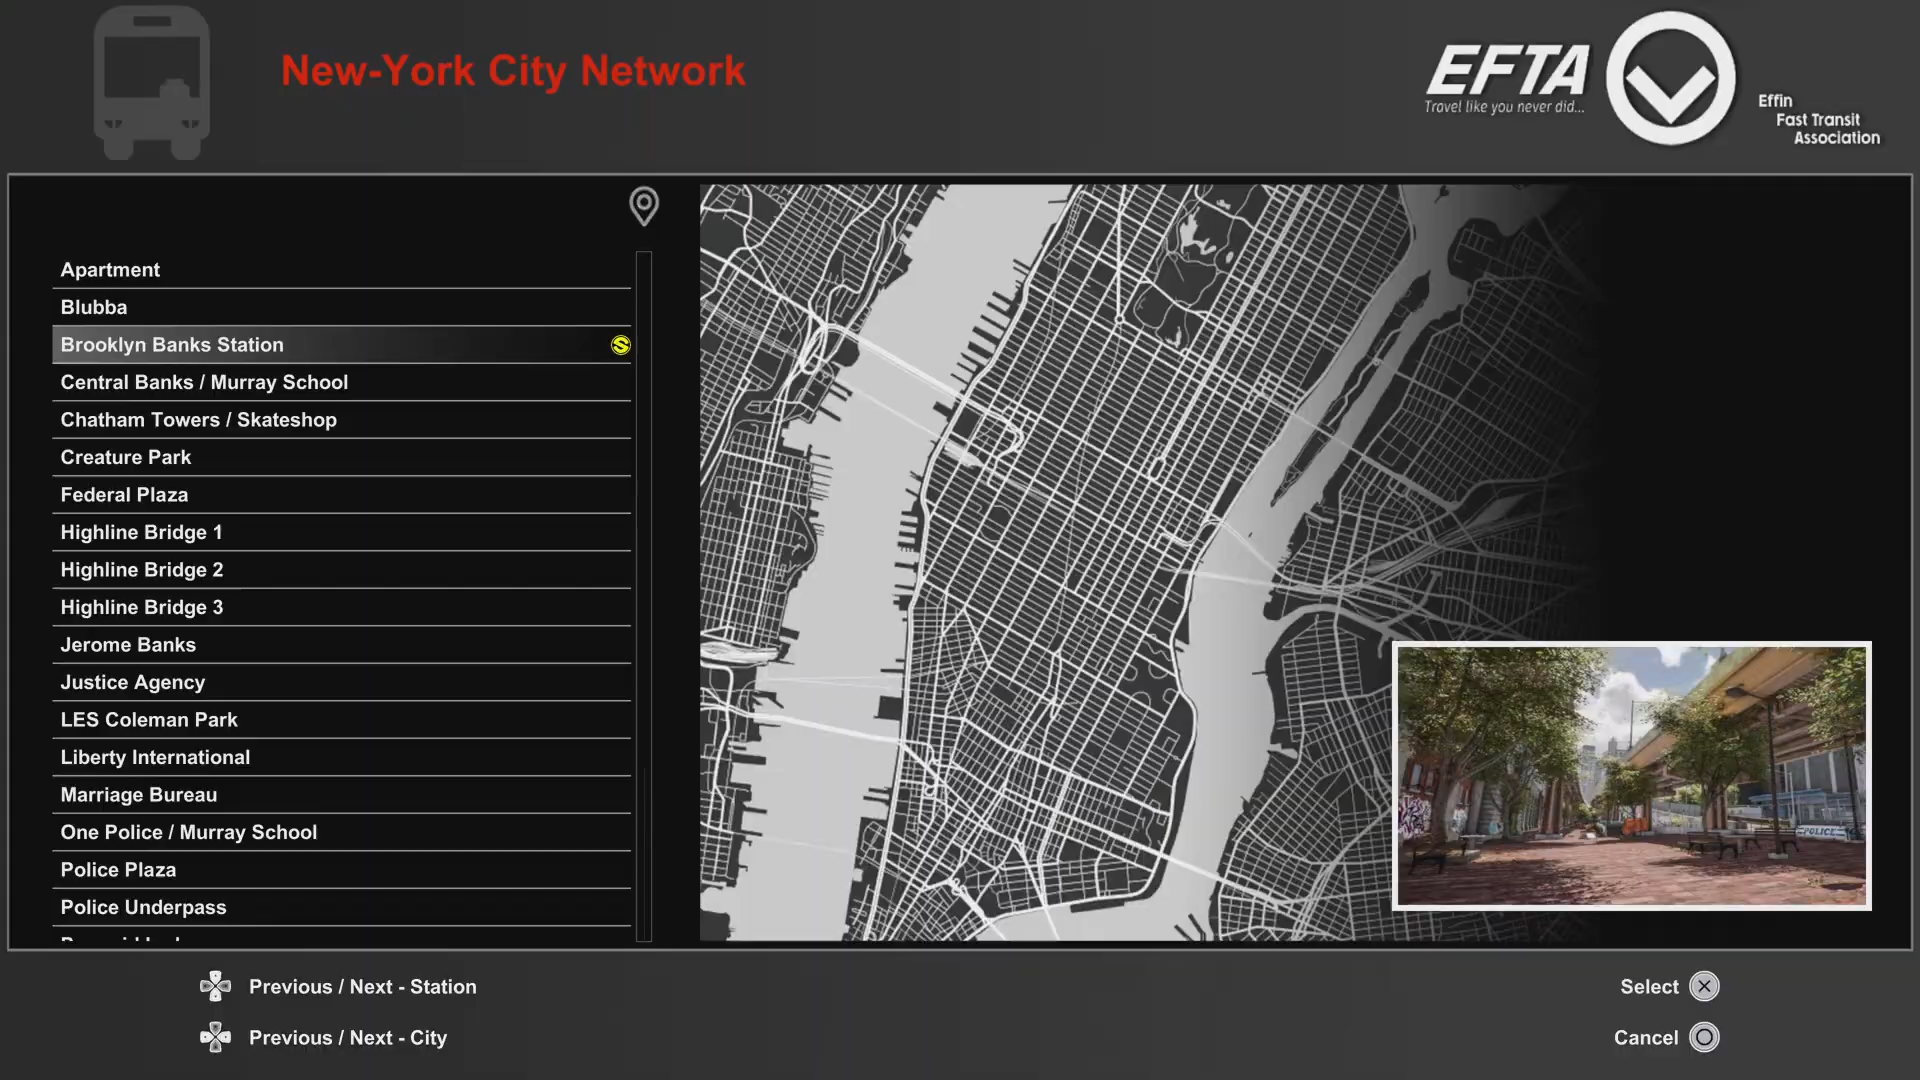 New-York City Network
EFTA
Travel like you never did...
Effin
Fast Transit
Association
Apartment
Blubba
Brooklyn Banks Station
S
Central Banks / Murray School
Chatham Towers / Skateshop
Creature Park
Federal Plaza
Highline Bridge 1
Highline Bridge 2
Highline Bridge 3
Jerome Banks
Justice Agency
LES Coleman Park
Liberty International
Marriage Bureau
One Police / Murray School
Police Plaza
Police Underpass
POLICE
Previous / Next - Station
Select
Previous / Next - City
Cancel